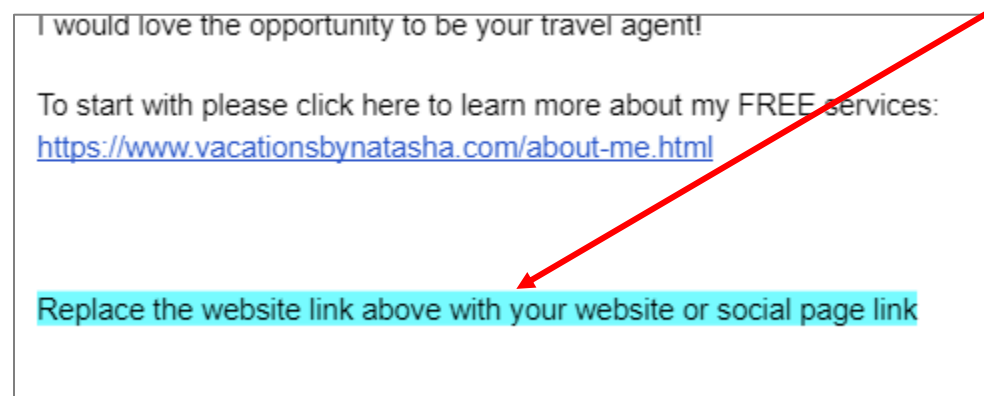 I would love the opportunity to be your travel agent!
To start with please click here to learn more about my FREE services:
https://www.vacationsbynatasha.com/about-me.html
Replace the website link above with your website or social page link